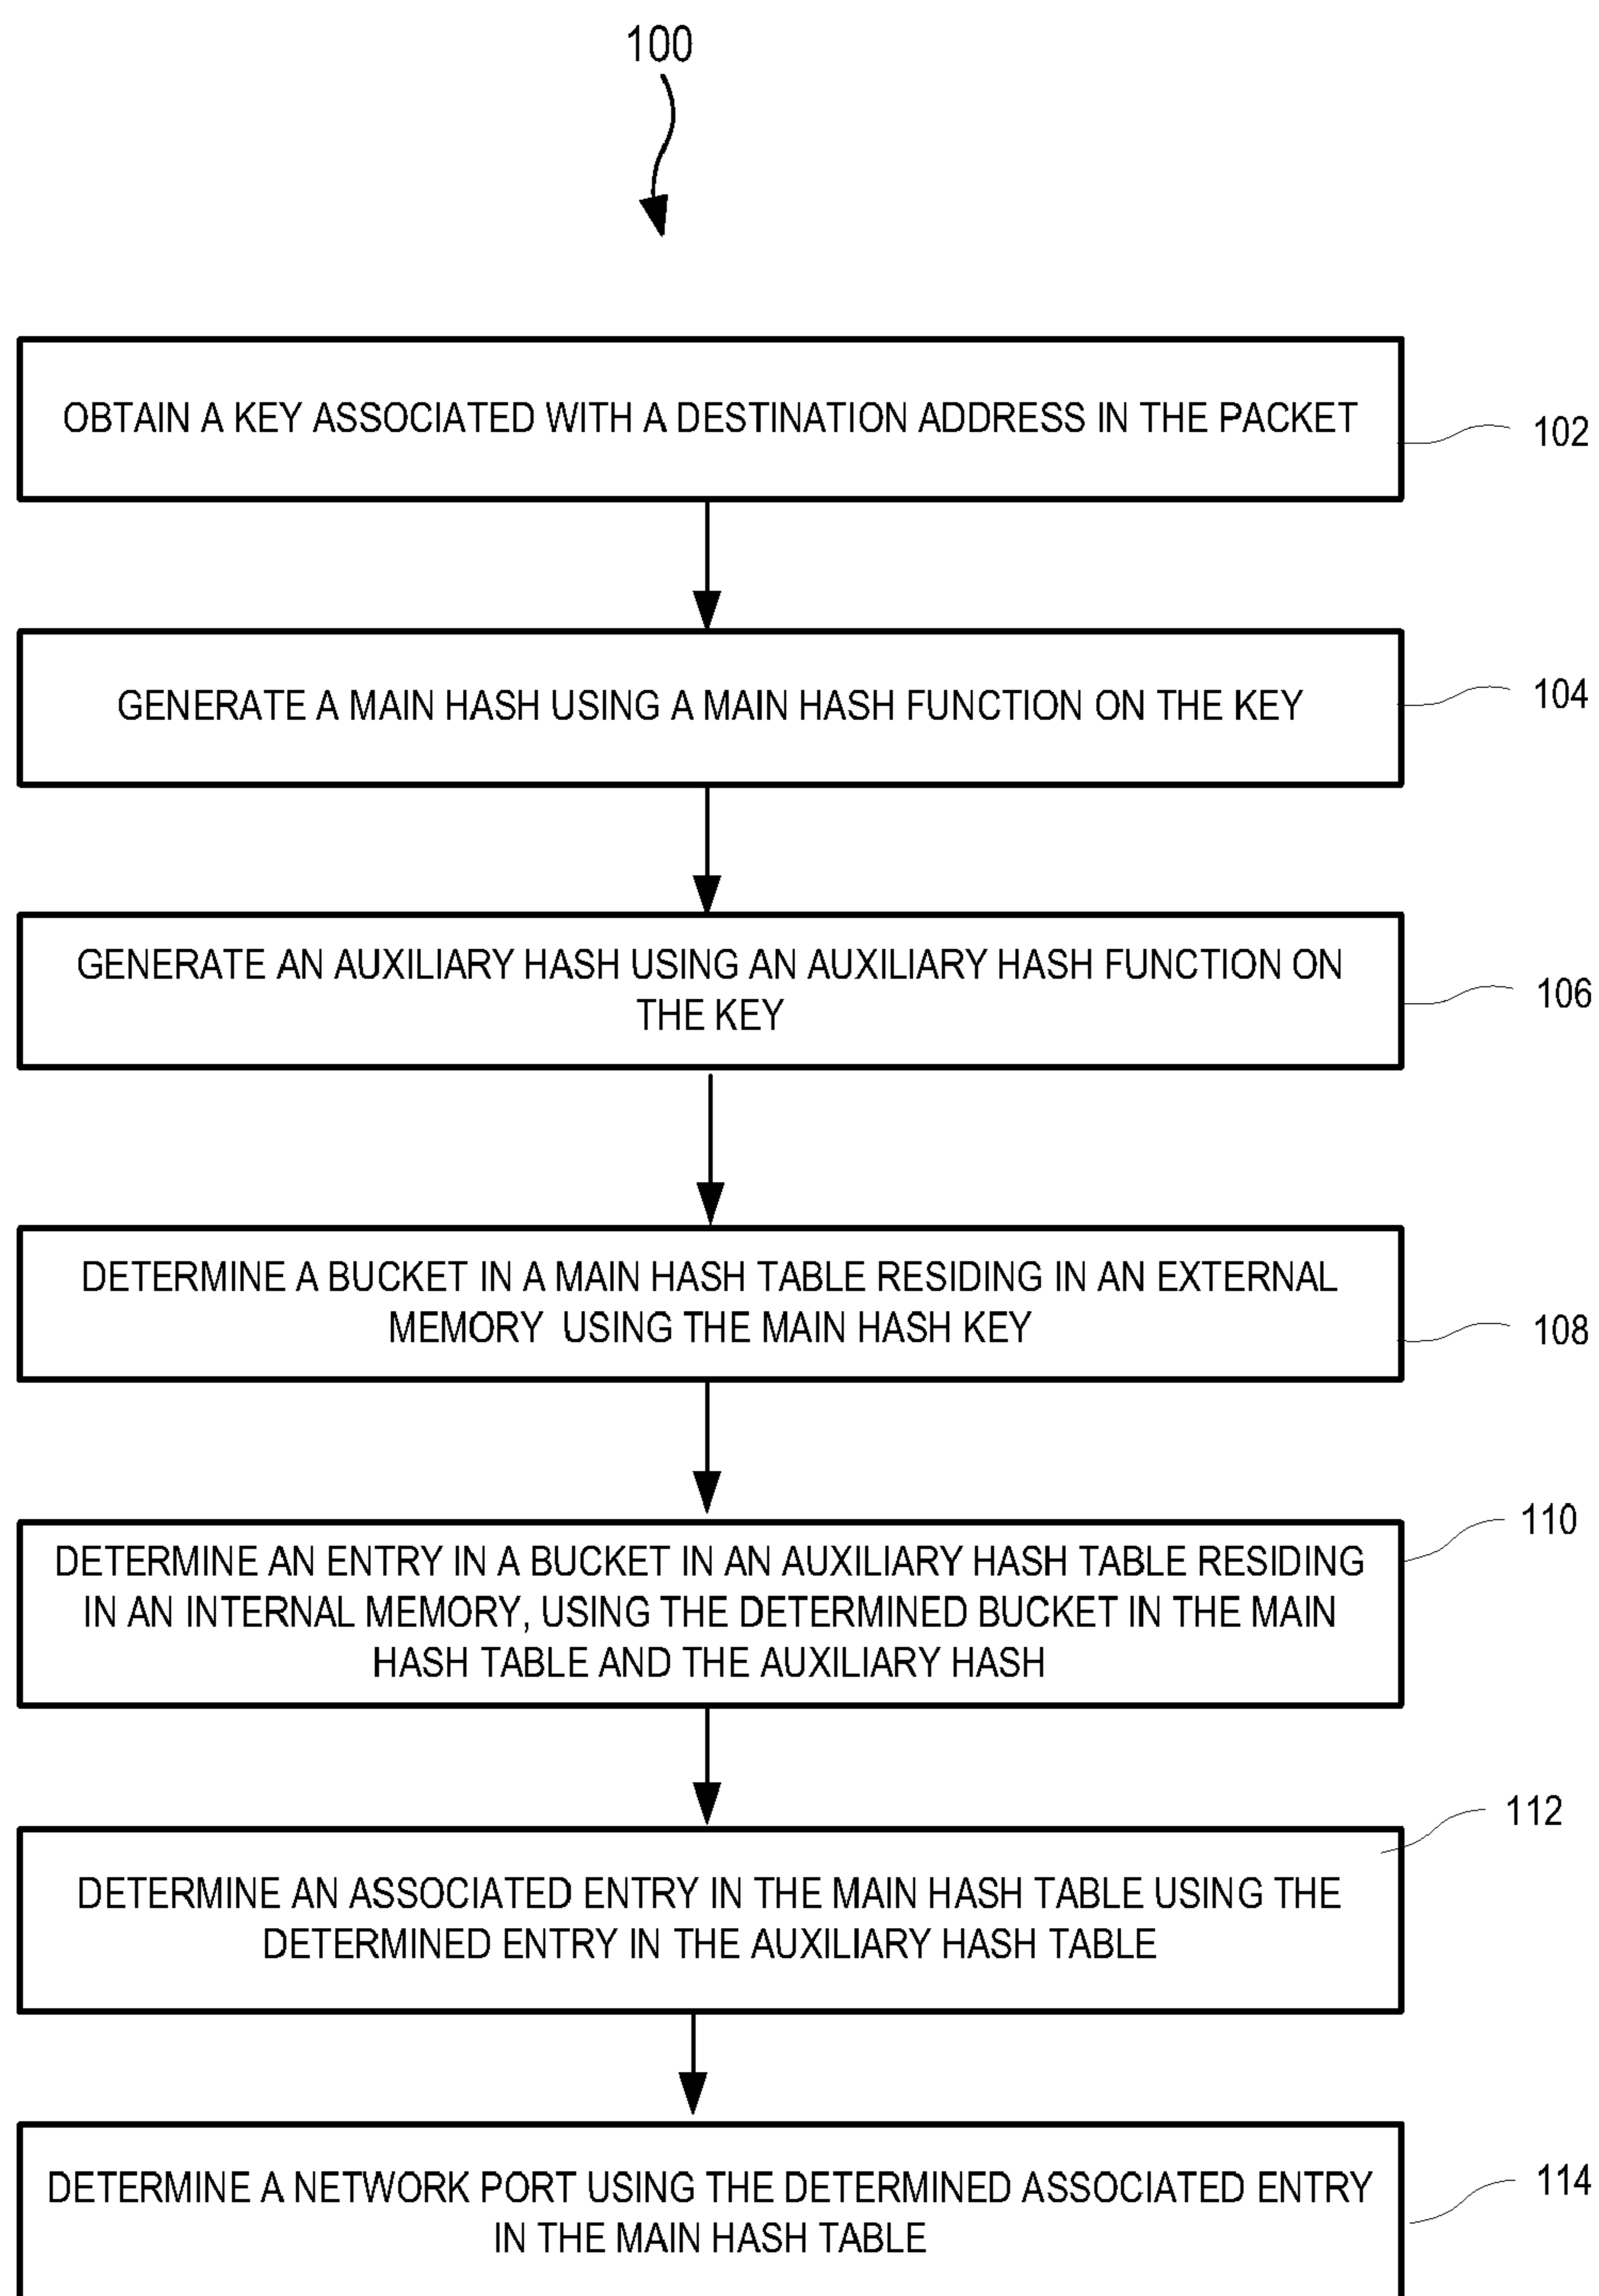 100
OBTAIN A KEY ASSOCIATED WITH A DESTINATION ADDRESS IN THE PACKET
102
GENERATE A MAIN HASH USING A MAIN HASH FUNCTION ON THE KEY
104
GENERATE AN AUXILIARY HASH USING AN AUXILIARY HASH FUNCTION ON
THE KEY
106
DETERMINE A BUCKET IN A MAIN HASH TABLE RESIDING IN AN EXTERNAL
MEMORY USING THE MAIN HASH KEY
108
DETERMINE AN ENTRY IN A BUCKET IN AN AUXILIARY HASH TABLE RESIDING
IN AN INTERNAL MEMORY, USING THE DETERMINED BUCKET IN THE MAIN
HASH TABLE AND THE AUXILIARY HASH
110
DETERMINE AN ASSOCIATED ENTRY IN THE MAIN HASH TABLE USING THE
DETERMINED ENTRY IN THE AUXILIARY HASH TABLE
112
DETERMINE A NETWORK PORT USING THE DETERMINED ASSOCIATED ENTRY
IN THE MAIN HASH TABLE
114